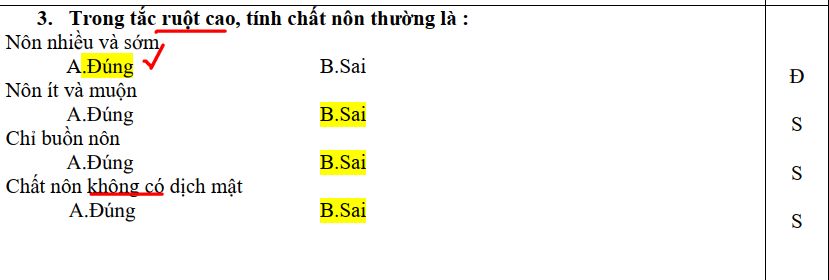 3. Trong tắc ruột cao, tính chất nôn thường là :
Nôn nhiều và sớm
A.Đúng B.Sai
Đ
Nôn ít và muộn
A.Đúng B.Sai
S
Chỉ buồn nôn
A.Đúng B.Sai
S
Chất nôn không có dịch mật
A.Đúng B.Sai
S